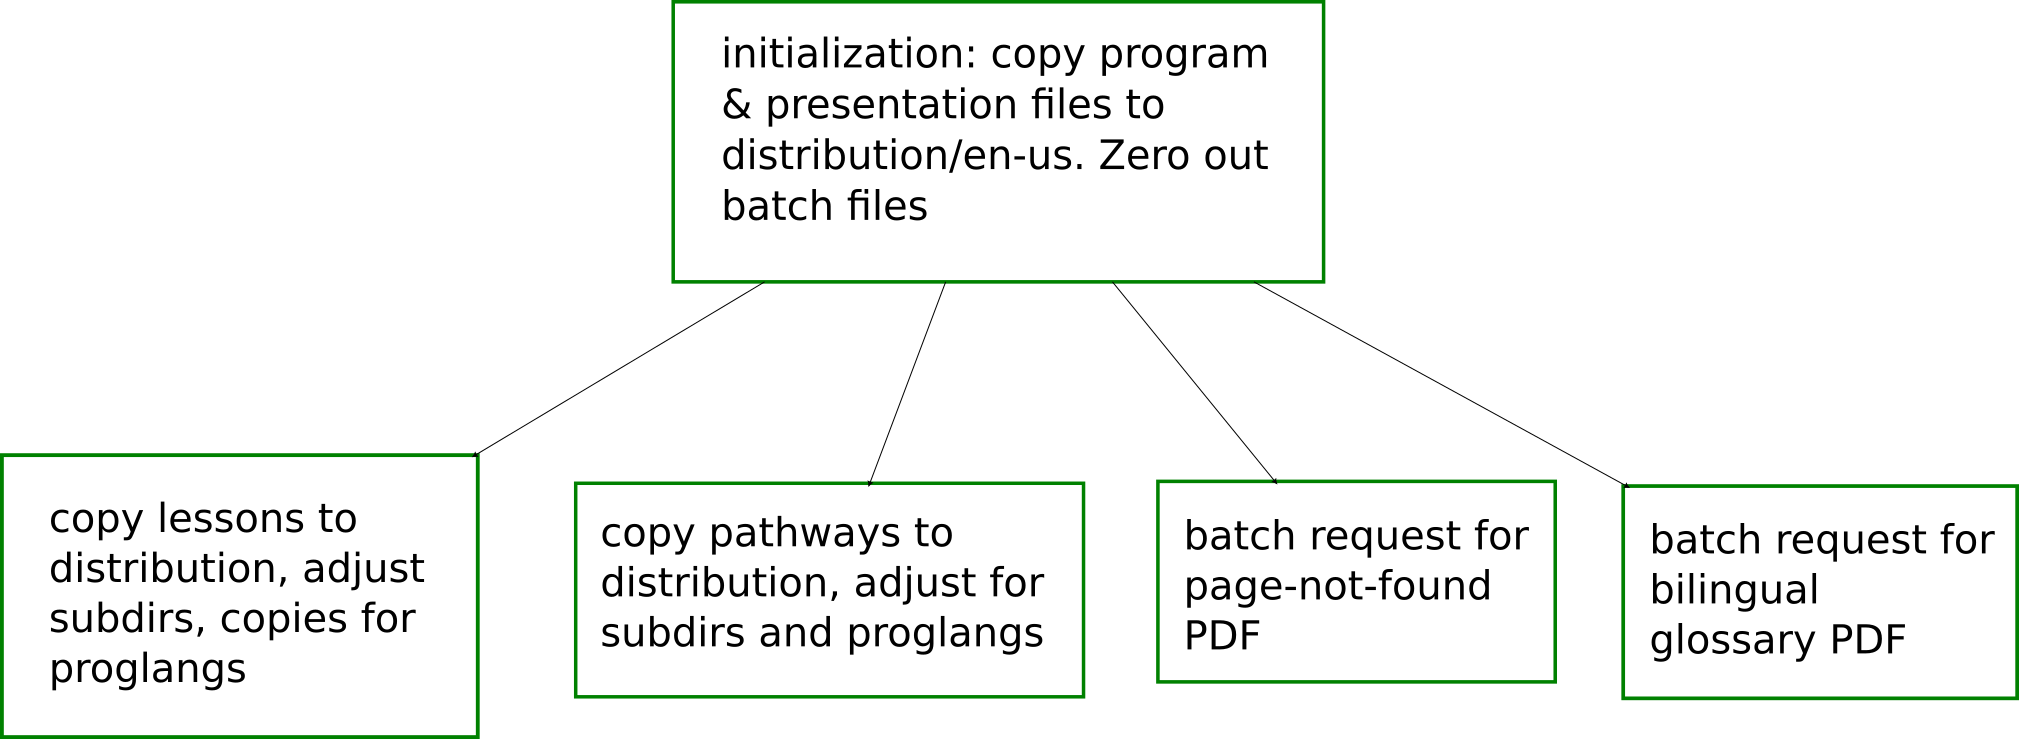 initialization: copy program
& presentation files to
distribution/en-us. Zero out
batch files
copy lessons to
distribution, adjust
subdirs, copies for
proglangs
copy pathways to
distribution, adjust for
subdirs and proglangs
batch request for
page-not-found
PDF
batch request for
bilingual
glossary PDF